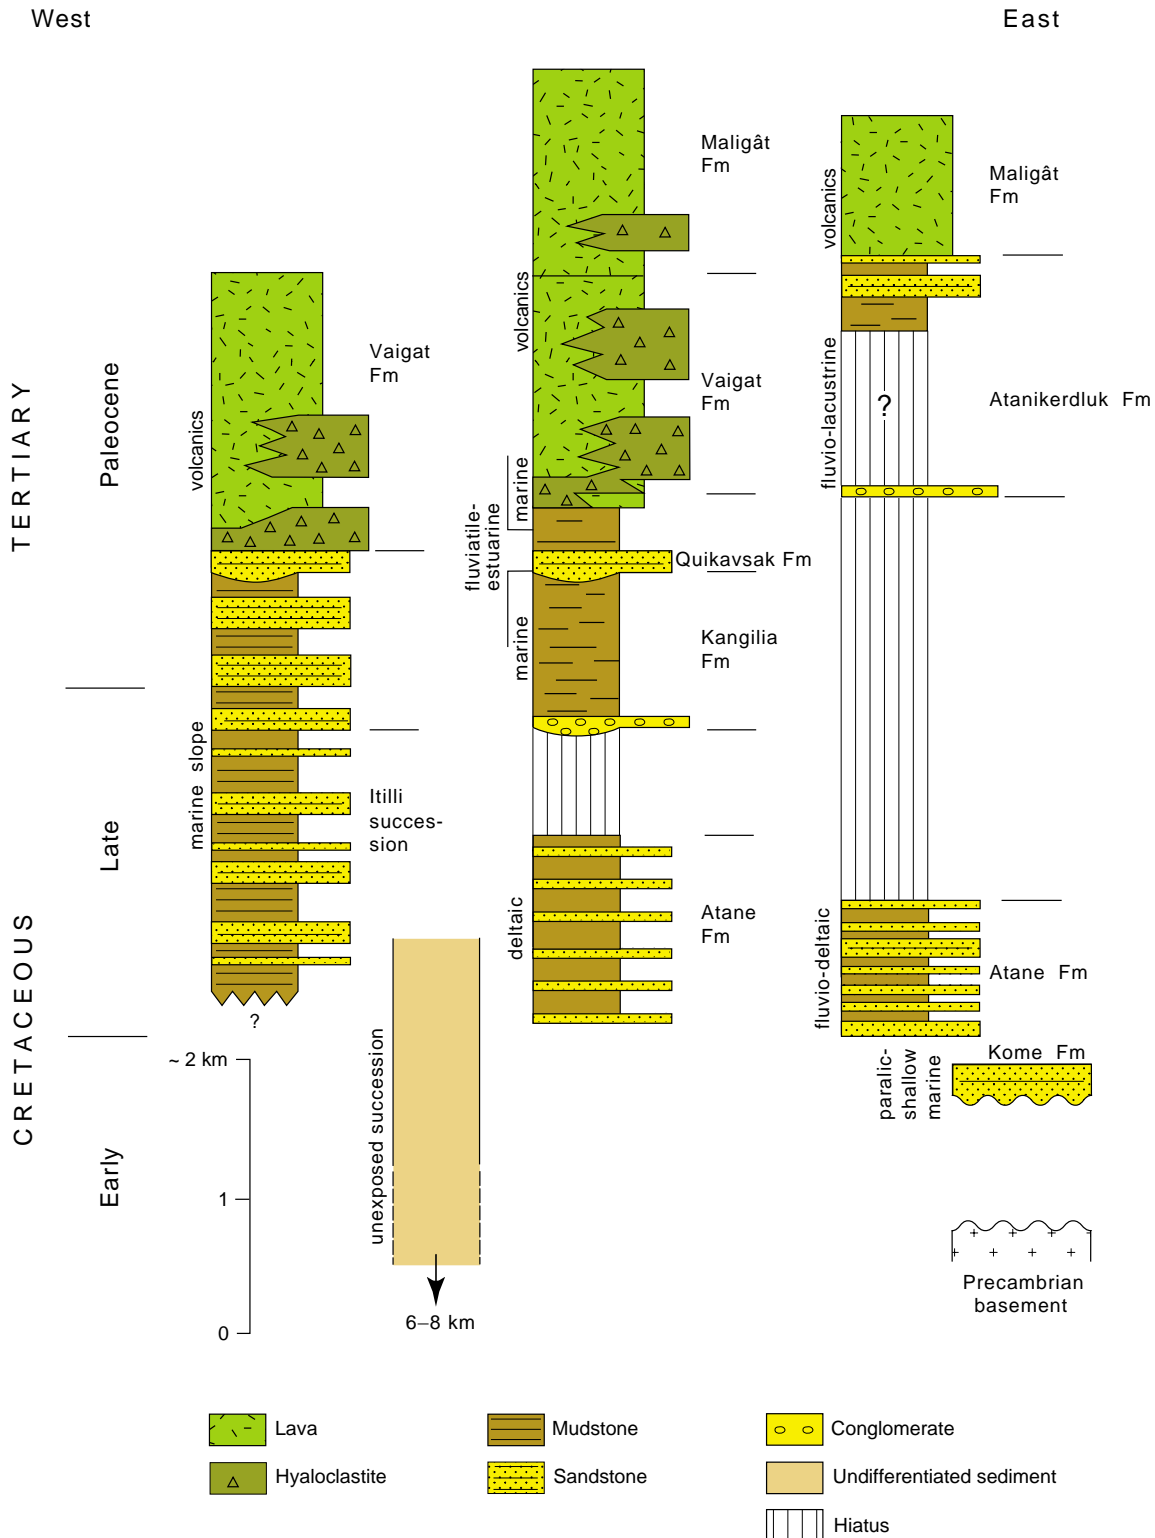 West
East
TERTIARY
Paleocene
CRETACEOUS
Late
Early
volcanics
Vaigat
Fm
marine slope
Itilli
succes-
sion
?
~ 2 km
1
0
unexposed succession
6–8 km
volcanics
Maligât
Fm
Vaigat
Fm
marine
fluviatile-
estuarine
Quikavsak Fm
marine
Kangilia
Fm
deltaic
Atane
Fm
volcanics
Maligât
Fm
fluvio-lacustrine
?
Atanikerdluk Fm
fluvio-deltaic
Atane Fm
paralic-
shallow
marine
Kome Fm
Precambrian
basement
Lava
Hyaloclastite
Mudstone
Sandstone
Conglomerate
Undifferentiated sediment
Hiatus